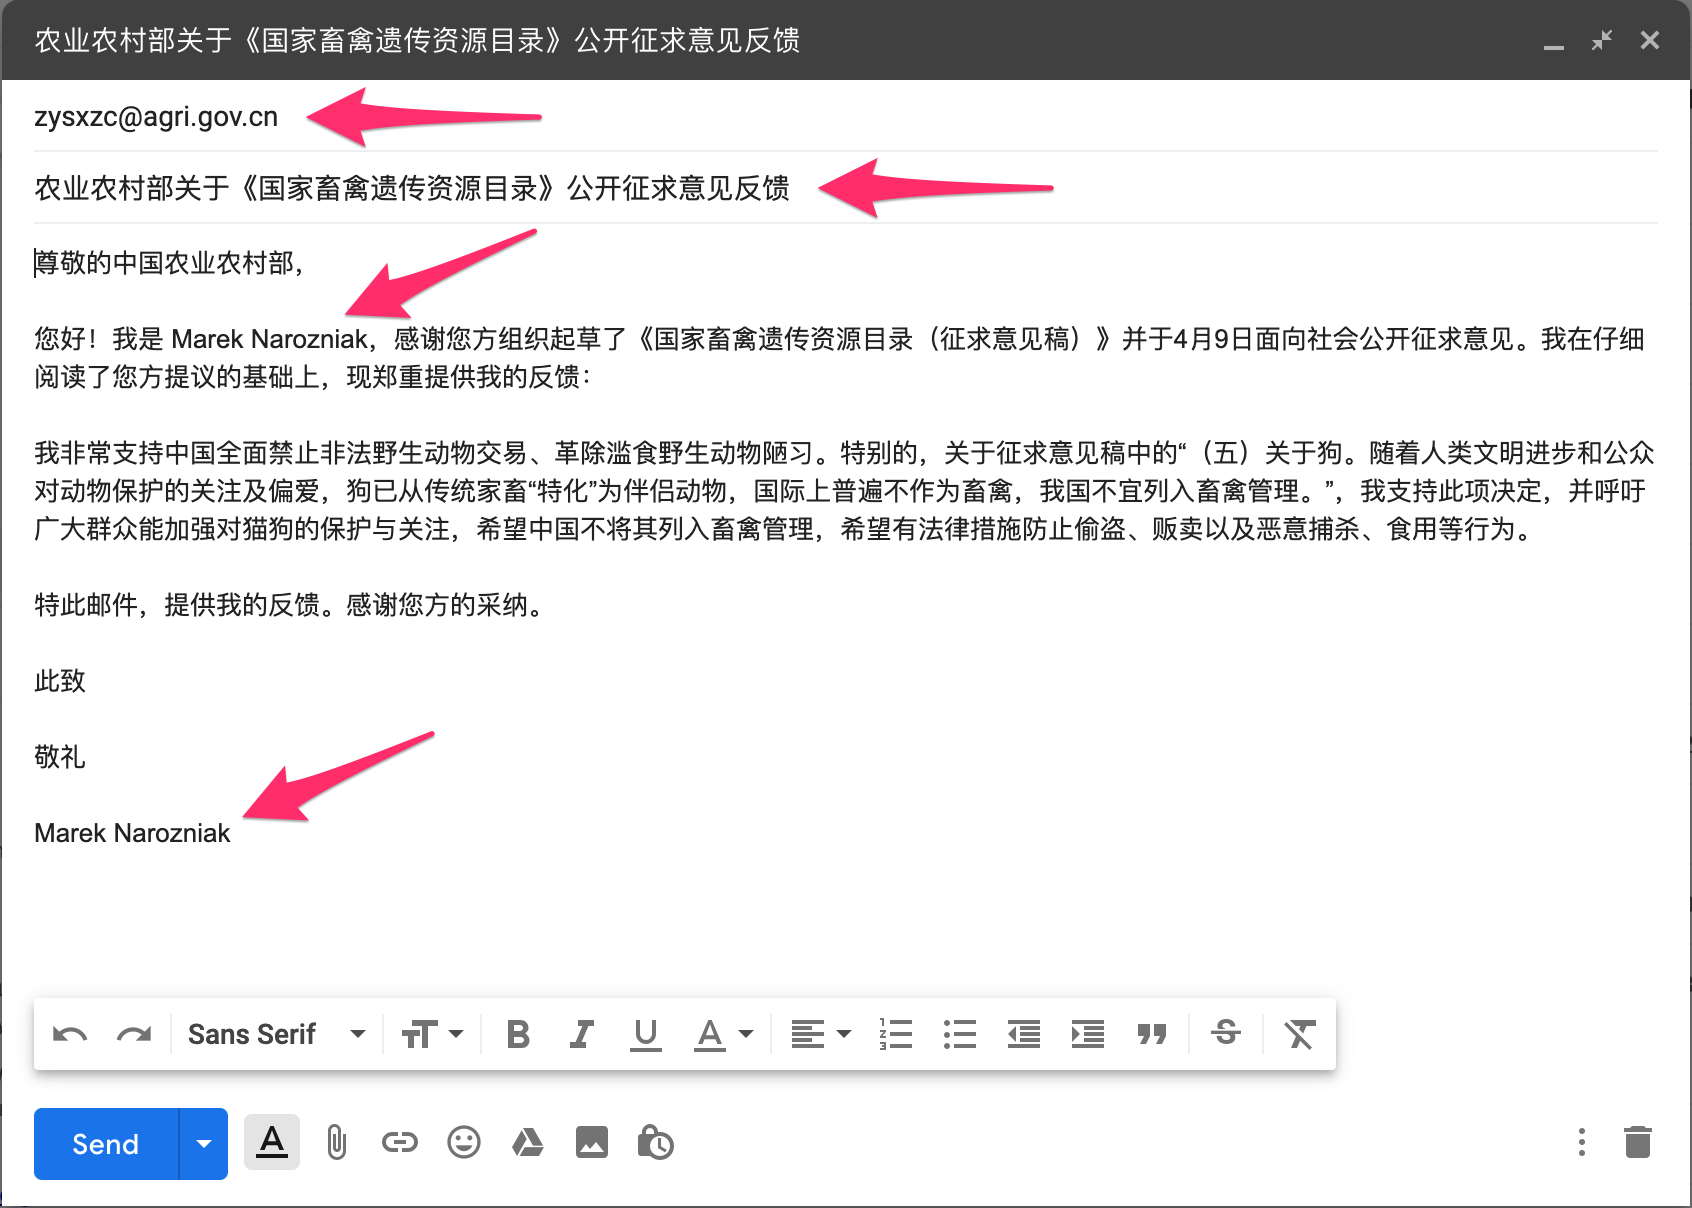 农业农村部关于《国家畜禽遗传资源目录》公开征求意见反馈
zysxzc@agri.gov.cn
农业农村部关于《国家畜禽遗传资源目录》公开征求意见反馈
尊敬的中国农业农村部，
您好！我是 Marek Narozniak，感谢您方组织起草了《国家畜禽遗传资源目录（征求意见稿）》并于4月9日面向社会公开征求意见。我在仔细
阅读了您方提议的基础上，现郑重提供我的反馈：
我非常支持中国全面禁止非法野生动物交易、革除滥食野生动物陋习。特别的，关于征求意见稿中的“（五）关于狗。随着人类文明进步和公众
对动物保护的关注及偏爱，狗已从传统家畜“特化”为伴侣动物，国际上普遍不作为畜禽，我国不宜列入畜禽管理。”，我支持此项决定，并呼吁
广大群众能加强对猫狗的保护与关注，希望中国不将其列入畜禽管理，希望有法律措施防止偷盗、贩卖以及恶意捕杀、食用等行为。
特此邮件，提供我的反馈。感谢您方的采纳。
此致
敬礼
Marek Narozniak
Sans Serif
Send